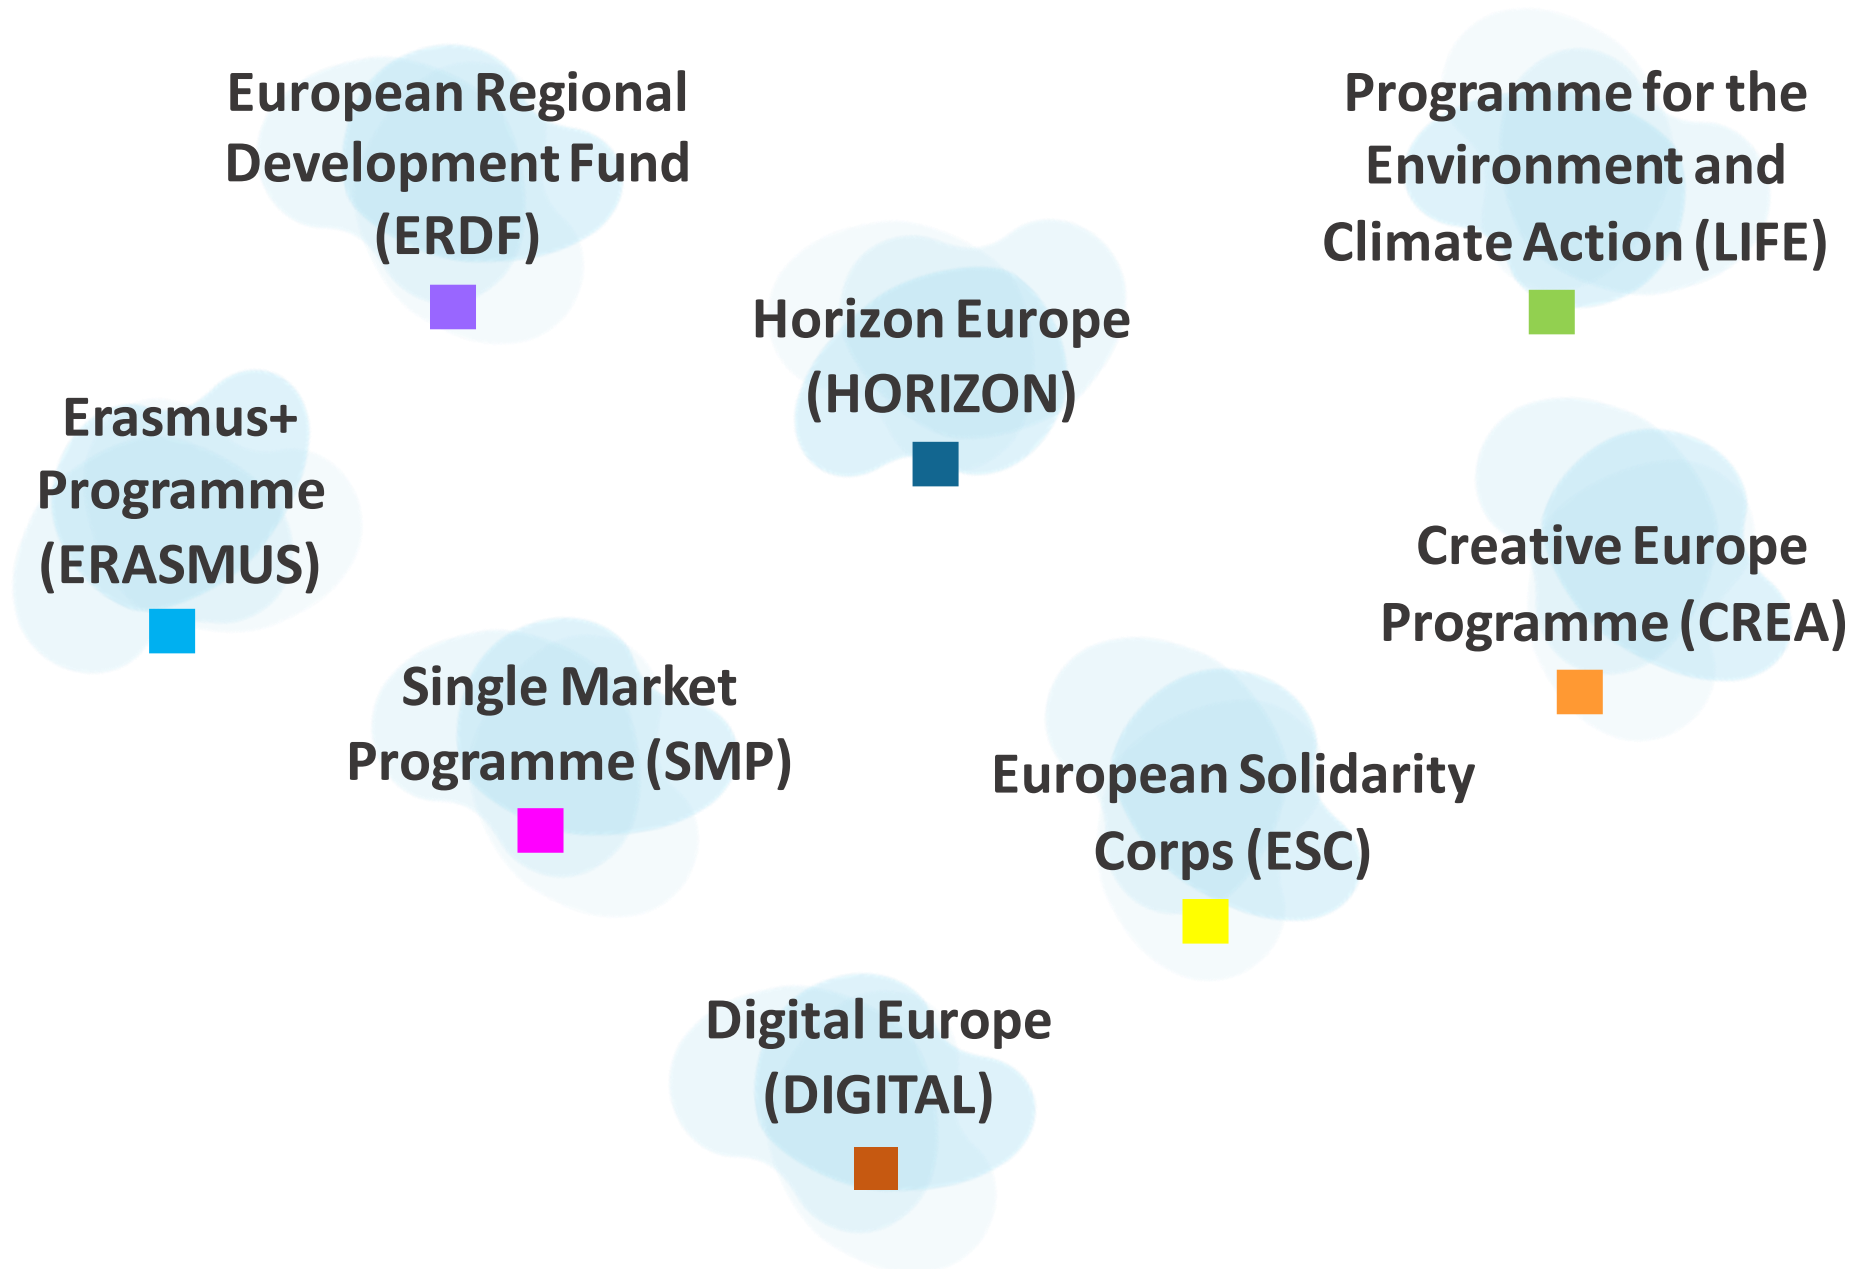 European Regional
Development Fund
(ERDF)
Programme for the
Environment and
Climate Action (LIFE)
Horizon Europe
(HORIZON)
Erasmus+
Programme
(ERASMUS)
Creative Europe
Programme (CREA)
Single Market
Programme (SMP)
European Solidarity
Corps (ESC)
Digital Europe
(DIGITAL)